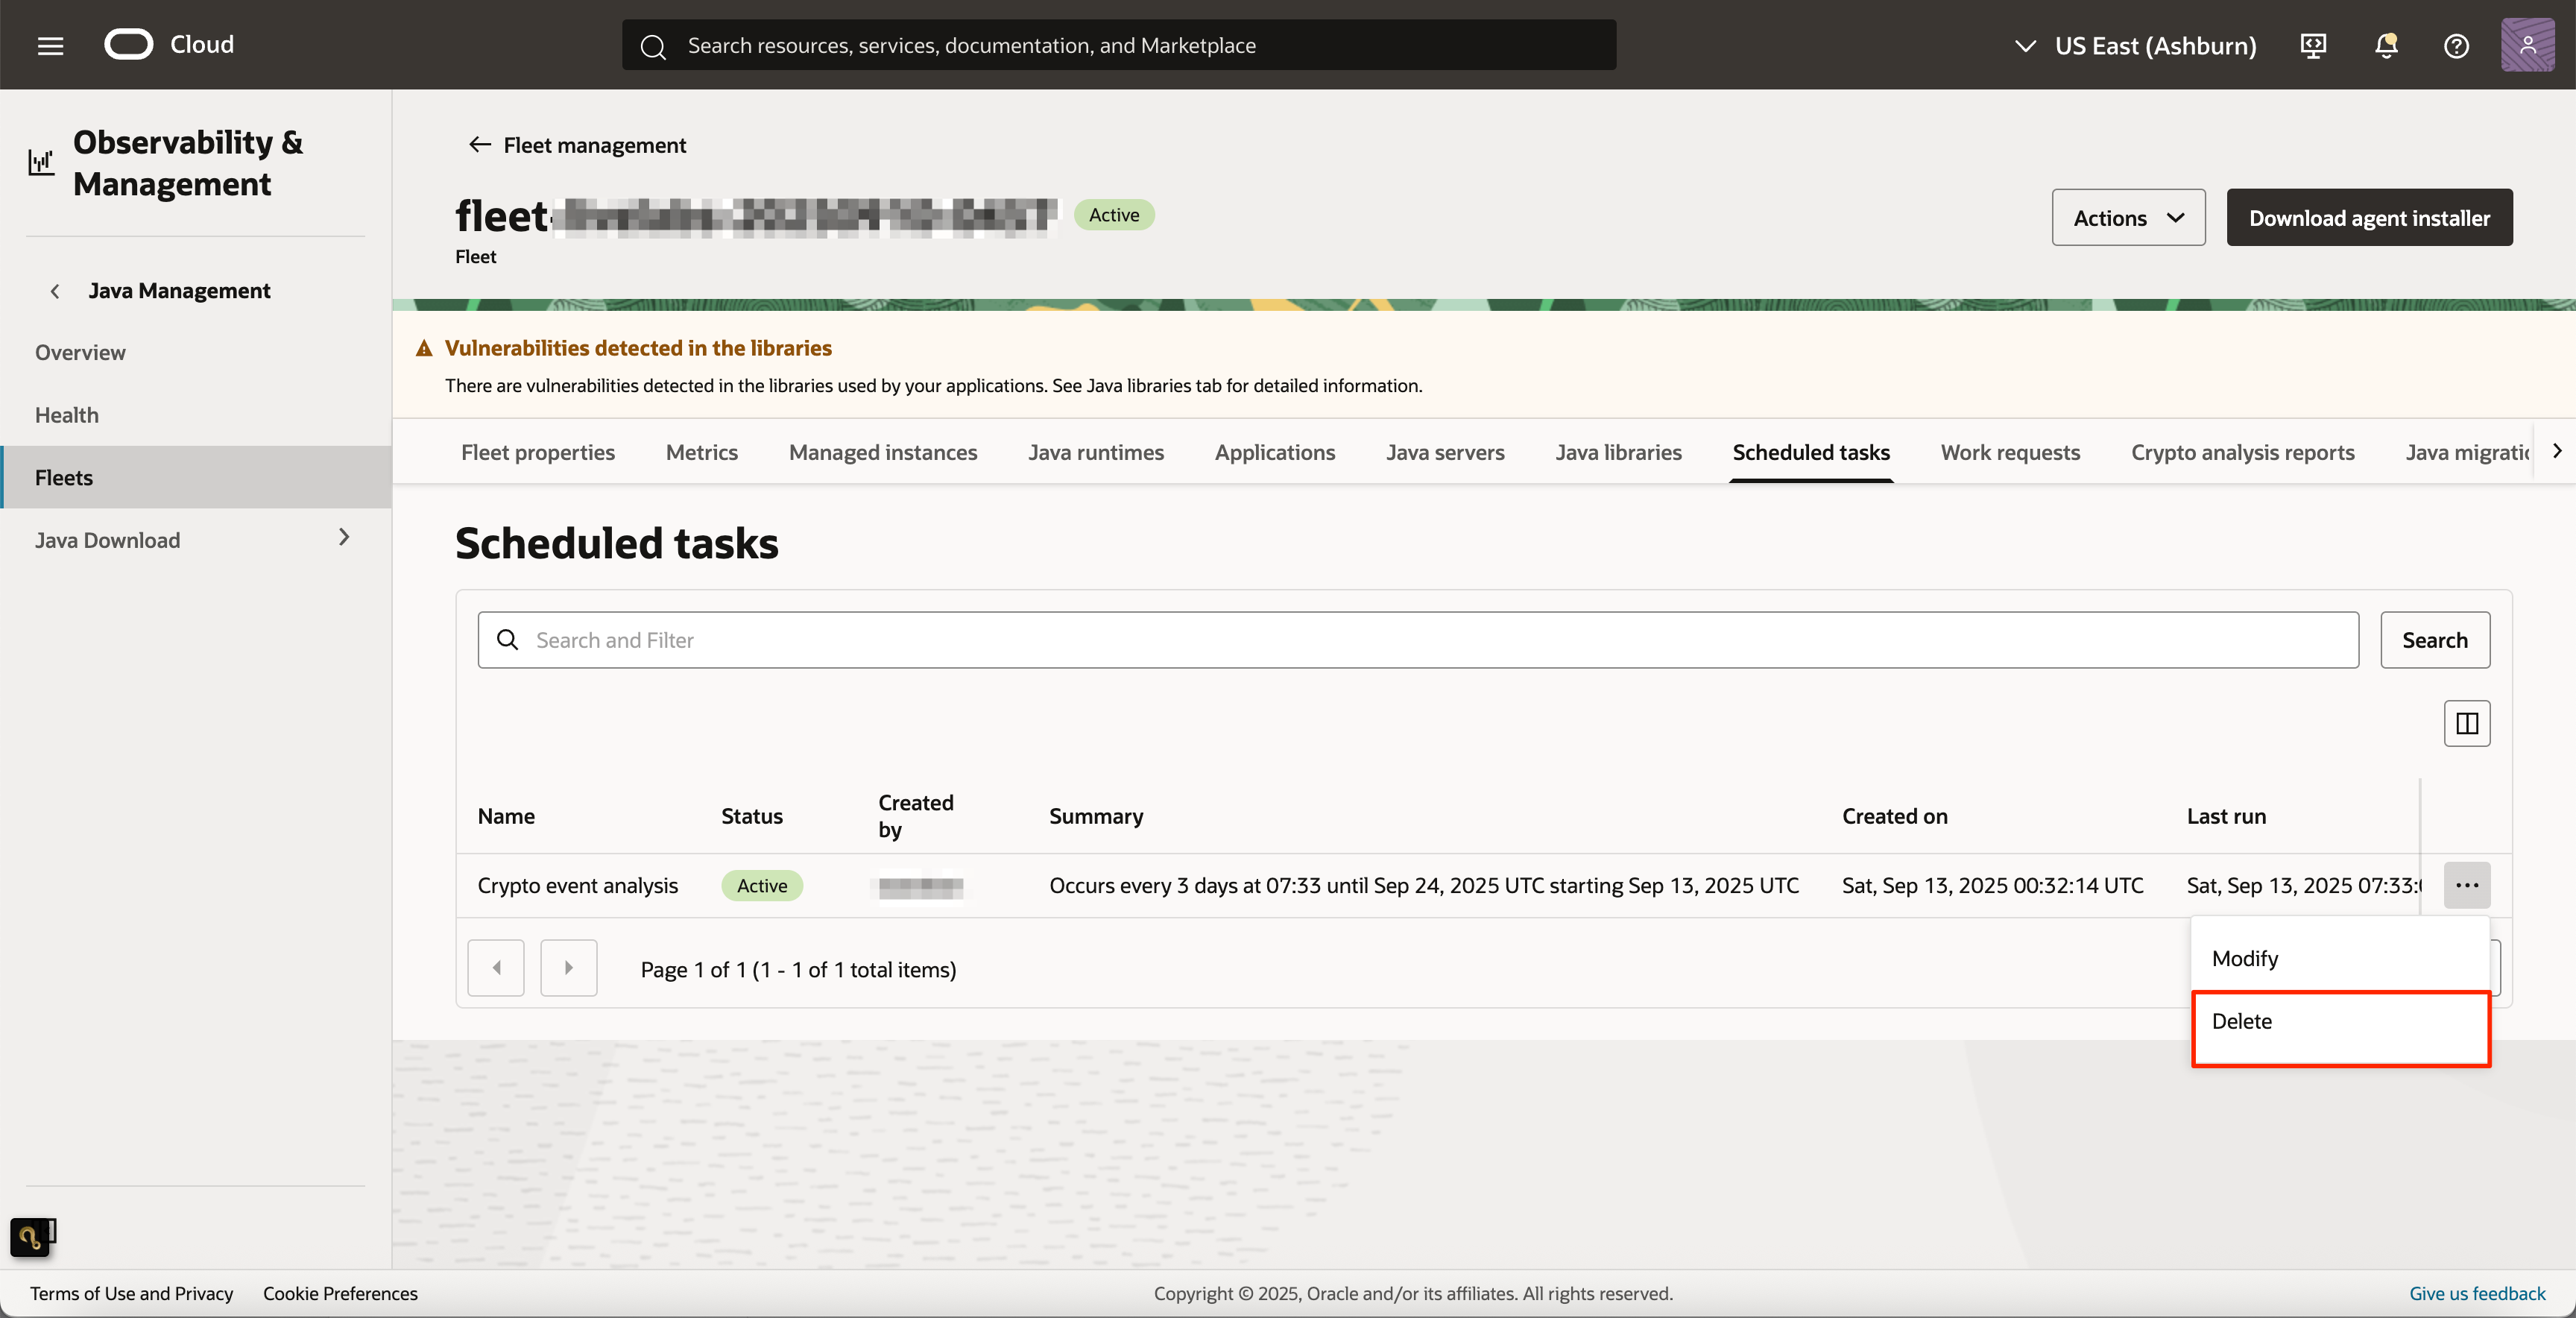 Cloud
Search resources, services, documentation, and Marketplace
US East (Ashburn)
Observability &
Management
Java Management
Overview
Health
Fleets
Java Download
Fleet management
fleet-
Active
Fleet
Actions
Download agent installer
Vulnerabilities detected in the libraries
There are vulnerabilities detected in the libraries used by your applications. See Java libraries tab for detailed information.
Fleet properties Metrics Managed instances Java runtimes Applications Java servers Java libraries Scheduled tasks Work requests Crypto analysis reports Java migratio
Scheduled tasks
Search and Filter
Search
Name Status Created by Summary Created on Last run
Crypto event analysis Active Occurs every 3 days at 07:33 until Sep 24, 2025 UTC starting Sep 13, 2025 UTC Sat, Sep 13, 2025 00:32:14 UTC Sat, Sep 13, 2025 07:33:
Page 1 of 1 (1 - 1 of 1 total items)
Modify
Delete
Terms of Use and Privacy Cookie Preferences
Copyright © 2025, Oracle and/or its affiliates. All rights reserved.
Give us feedback